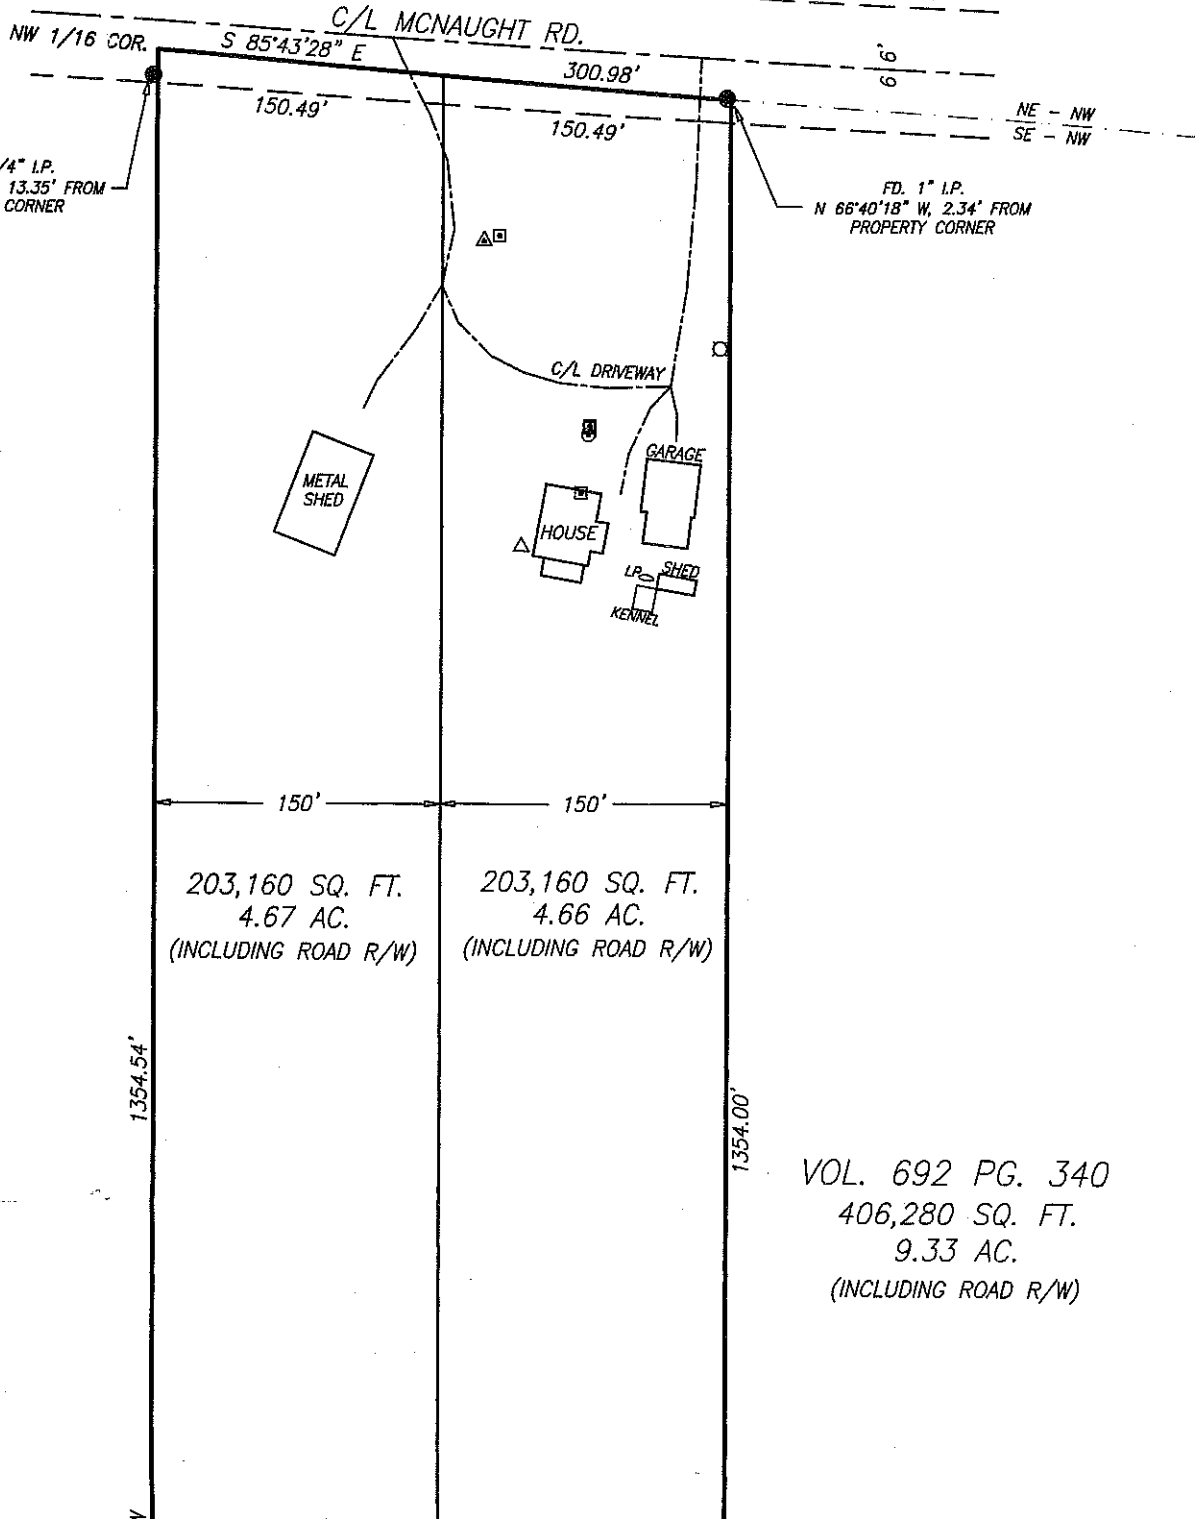 C/L MCNAUGHT RD.
NW 1/16 COR.
S 85°43'28" E
300.98'
6' 6'
150.49'
150.49'
NE - NW
SE - NW
/4" I.P.
13.35' FROM
CORNER
FD. 1" I.P.
N 66°40'18" W, 2.34' FROM
PROPERTY CORNER
C/L DRIVEWAY
METAL
SHED
GARAGE
HOUSE
LP
SHED
KENNEL
150'
150'
203,160 SQ. FT.
4.67 AC.
(INCLUDING ROAD R/W)
203,160 SQ. FT.
4.66 AC.
(INCLUDING ROAD R/W)
1354.54'
1354.00'
VOL. 692 PG. 340
406,280 SQ. FT.
9.33 AC.
(INCLUDING ROAD R/W)